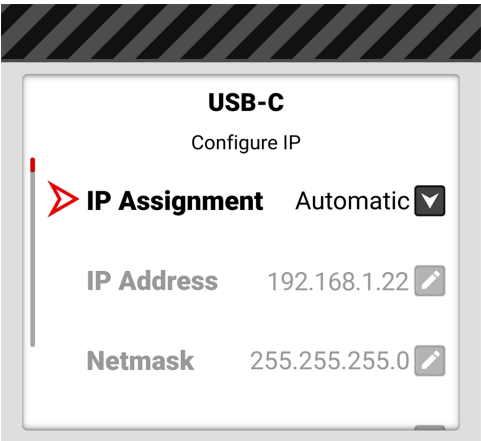 USB-C
Configure IP
IP Assignment Automatic
IP Address 192.168.1.22
Netmask 255.255.255.0